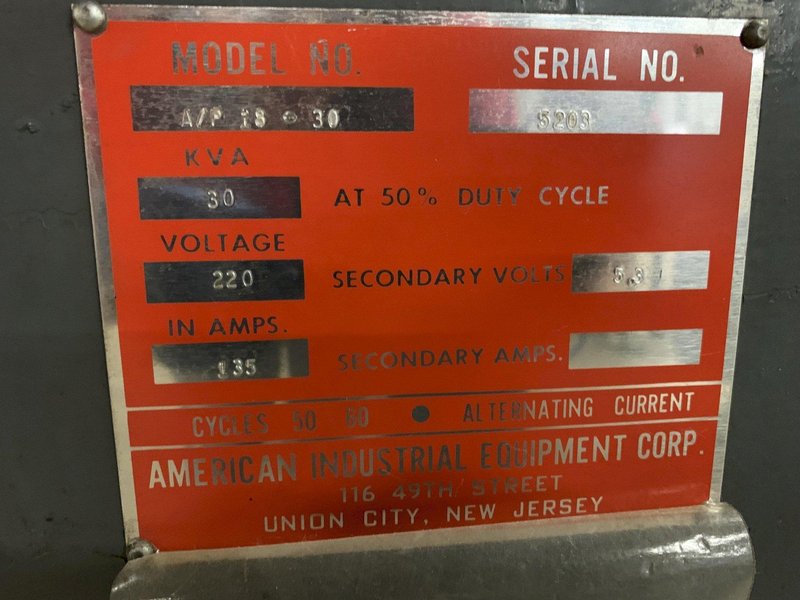 MODEL NO. SERIAL NO.
A/P 18 - 30 5203
KVA
30 AT 50% DUTY CYCLE
VOLTAGE
220 SECONDARY VOLTS 5.3
IN AMPS.
135 SECONDARY AMPS.
CYCLES 50 60 ● ALTERNATING CURRENT
AMERICAN INDUSTRIAL EQUIPMENT CORP.
116 49TH STREET
UNION CITY, NEW JERSEY